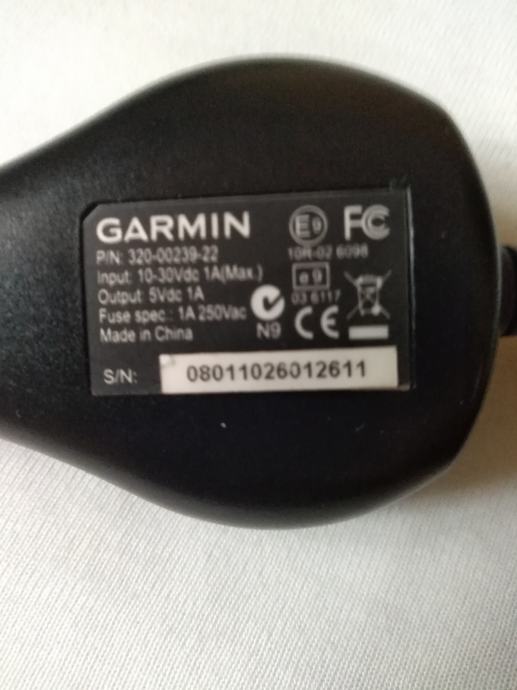 GARMIN
P/N: 320-00239-22
Input: 10-30Vdc 1A(Max.)
Output: 5Vdc 1A
Fuse spec.: 1A 250Vac
Made in China
E9
FC
10R-02 6098
e9
03 6117
N9
CE
S/N: 08011026012611